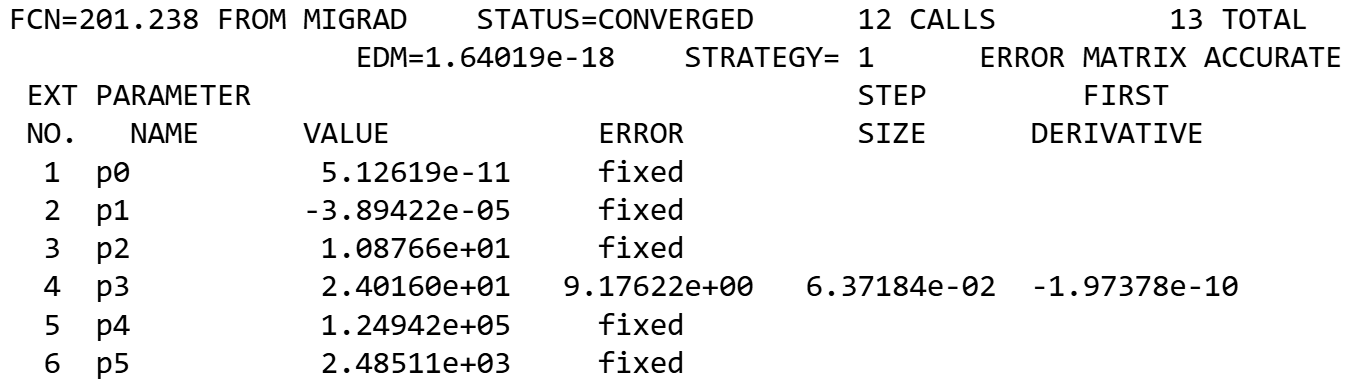 FCN=201.238 FROM MIGRAD    STATUS=CONVERGED      12 CALLS          13 TOTAL
                    EDM=1.64019e-18    STRATEGY= 1      ERROR MATRIX ACCURATE
 EXT PARAMETER                                   STEP         FIRST
 NO.   NAME      VALUE            ERROR          SIZE      DERIVATIVE
  1  p0           5.12619e-11     fixed
  2  p1          -3.89422e-05     fixed
  3  p2           1.08766e+01     fixed
  4  p3           2.40160e+01   9.17622e+00   6.37184e-02  -1.97378e-10
  5  p4           1.24942e+05     fixed
  6  p5           2.48511e+03     fixed